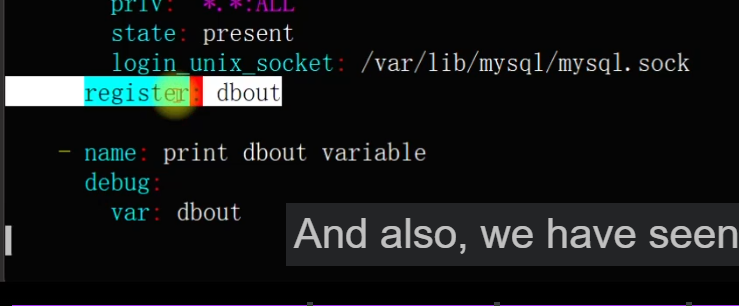 priv: '*.*:ALL
state: present
login_unix_socket: /var/lib/mysql/mysql.sock
register: dbout
- name: print dbout variable
debug:
var: dbout
And also, we have seen